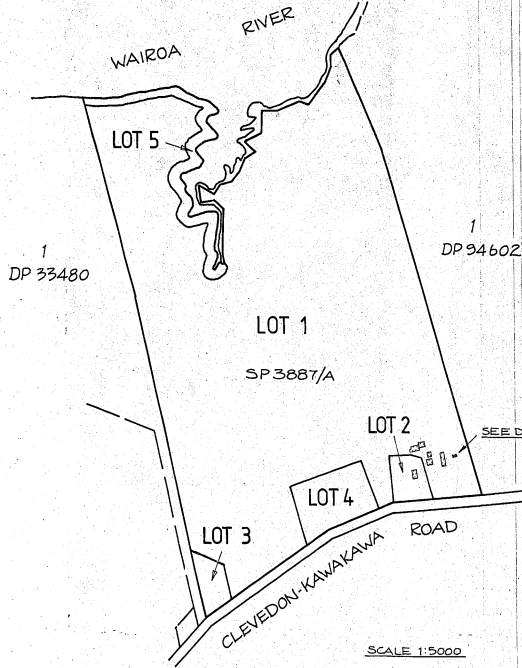 WAIROA RIVER
LOT 5
1
DP 33480
1
DP 94602
LOT 1
SP 3887/A
LOT 2
SEE D
LOT 4
LOT 3
CLEVEDON-KAWAKAWA ROAD
SCALE 1:5000